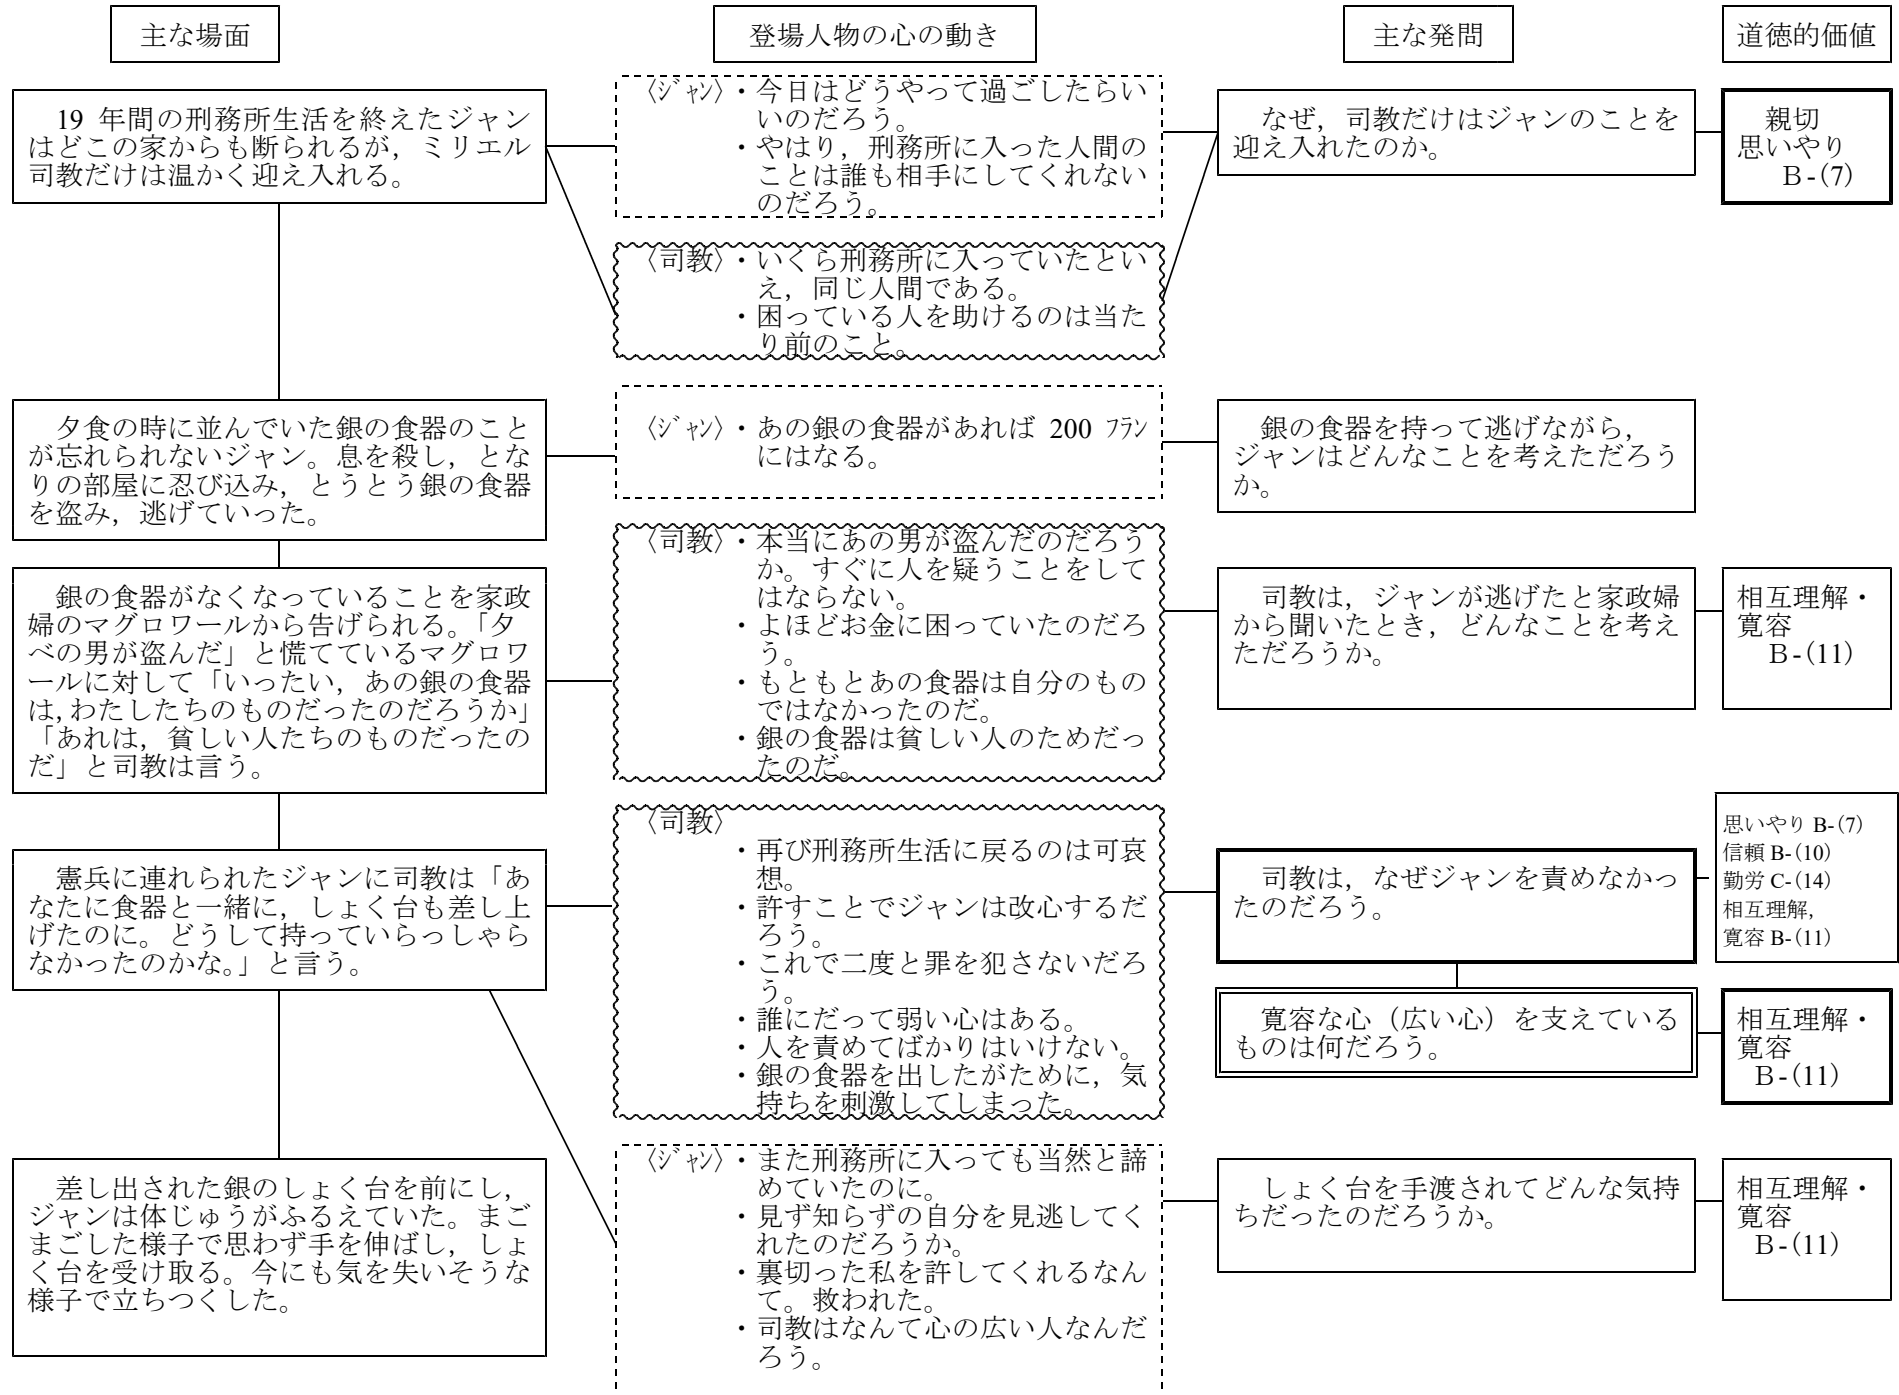 主な場面
登場人物の心の動き
主な発問
道徳的価値
19 年間の刑務所生活を終えたジャン
はどこの家からも断られるが，ミリエル
司教だけは温かく迎え入れる。
〈ジャン〉・今日はどうやって過ごしたらい
いのだろう。
・やはり，刑務所に入った人間の
ことは誰も相手にしてくれない
のだろう。
〈司教〉・いくら刑務所に入っていたとい
え，同じ人間である。
・困っている人を助けるのは当た
り前のこと。
なぜ，司教だけはジャンのことを
迎え入れたのか。
親切
思いやり
Ｂ-(7)
夕食の時に並んでいた銀の食器のこと
が忘れられないジャン。息を殺し，とな
りの部屋に忍び込み，とうとう銀の食器
を盗み，逃げていった。
〈ジャン〉・あの銀の食器があれば 200 フラン
にはなる。
銀の食器を持って逃げながら，
ジャンはどんなことを考えただろう
か。
銀の食器がなくなっていることを家政
婦のマグロワールから告げられる。「夕
べの男が盗んだ」と慌てているマグロワ
ールに対して「いったい，あの銀の食器
は，わたしたちのものだったのだろうか」
「あれは，貧しい人たちのものだったの
だ」と司教は言う。
〈司教〉・本当にあの男が盗んだのだろう
か。すぐに人を疑うことをして
はならない。
・よほどお金に困っていたのだろ
う。
・もともとあの食器は自分のもの
ではなかったのだ。
・銀の食器は貧しい人のためだっ
たのだ。
司教は，ジャンが逃げたと家政婦
から聞いたとき，どんなことを考え
ただろうか。
相互理解・
寛容
Ｂ-(11)
憲兵に連れられたジャンに司教は「あ
なたに食器と一緒に，しょく台も差し上
げたのに。どうして持っていらっしゃら
なかったのかな。」と言う。
〈司教〉
・再び刑務所生活に戻るのは可哀
想。
・許すことでジャンは改心するだ
ろう。
・これで二度と罪を犯さないだろ
う。
・誰にだって弱い心はある。
・人を責めてばかりはいけない。
・銀の食器を出したがために，気
持ちを刺激してしまった。
司教は，なぜジャンを責めなかっ
たのだろう。
思いやり B-(7)
信頼 B-(10)
勤労 C-(14)
相互理解，
寛容 B-(11)
寛容な心（広い心）を支えている
ものは何だろう。
相互理解・
寛容
Ｂ-(11)
差し出された銀のしょく台を前にし，
ジャンは体じゅうがふるえていた。まご
まごした様子で思わず手を伸ばし，しょ
く台を受け取る。今にも気を失いそうな
様子で立ちつくした。
〈ジャン〉・また刑務所に入っても当然と諦
めていたのに。
・見ず知らずの自分を見逃してく
れたのだろうか。
・裏切った私を許してくれるなん
て。救われた。
・司教はなんて心の広い人なんだ
ろう。
しょく台を手渡されてどんな気持
ちだったのだろうか。
相互理解・
寛容
Ｂ-(11)